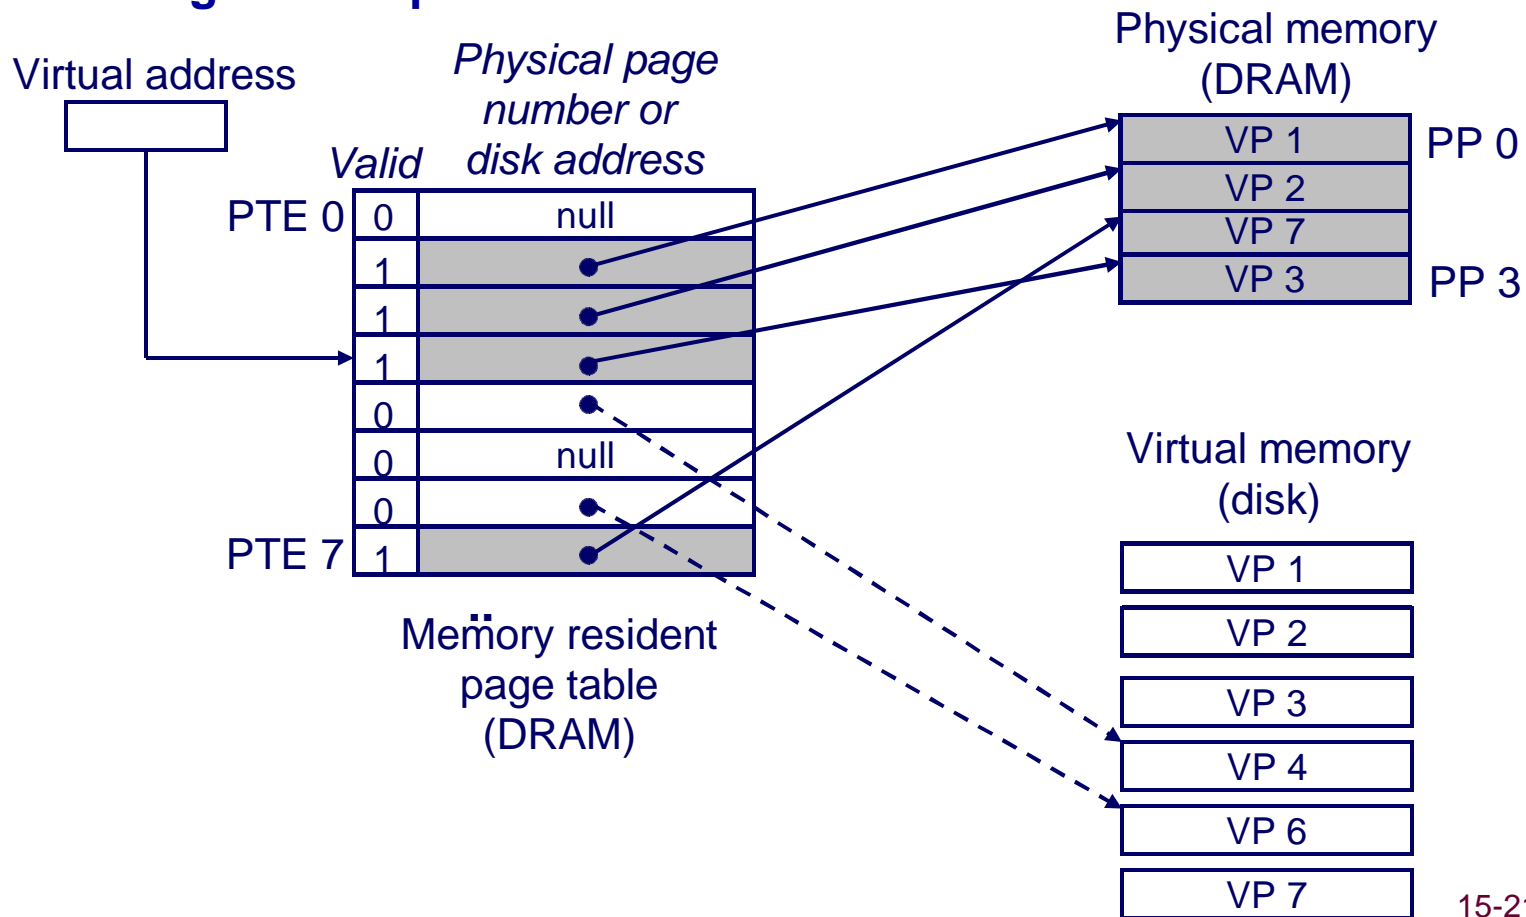 Virtual address
Physical page
number or
disk address
Valid
PTE 0
0
null
1
1
1
0
0
null
0
PTE 7
1
Memory resident
page table
(DRAM)
Physical memory
(DRAM)
VP 1
PP 0
VP 2
VP 7
VP 3
PP 3
Virtual memory
(disk)
VP 1
VP 2
VP 3
VP 4
VP 6
VP 7